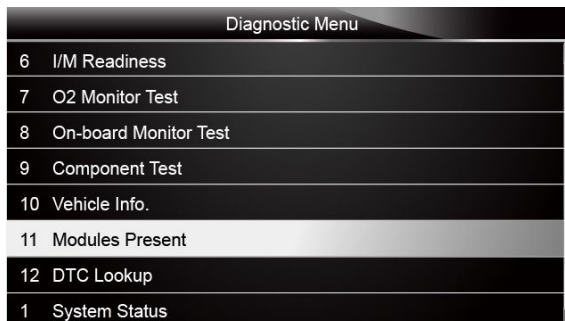 Diagnostic Menu
6 I/M Readiness
7 O2 Monitor Test
8 On-board Monitor Test
9 Component Test
10 Vehicle Info.
11 Modules Present
12 DTC Lookup
1 System Status